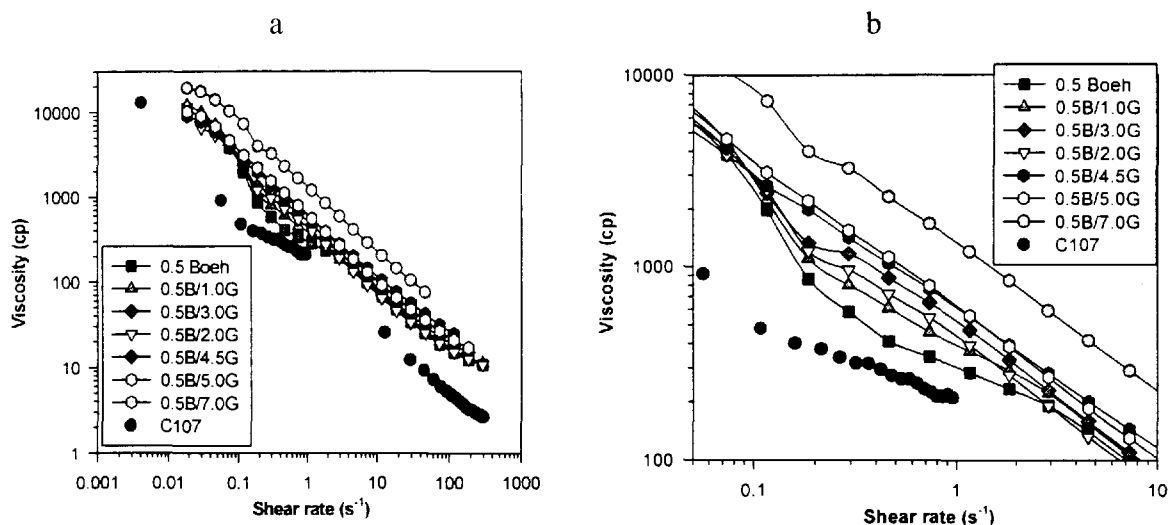 a
b
10000
1000
100
10
1
Viscosity (cp)
0.5 Boeh
0.5B/1.0G
0.5B/3.0G
0.5B/2.0G
0.5B/4.5G
0.5B/5.0G
0.5B/7.0G
C107
0.001 0.01 0.1 1 10 100 1000
Shear rate (s⁻¹)
10000
1000
100
Viscosity (cp)
0.5 Boeh
0.5B/1.0G
0.5B/3.0G
0.5B/2.0G
0.5B/4.5G
0.5B/5.0G
0.5B/7.0G
C107
0.1 1 10
Shear rate (s⁻¹)